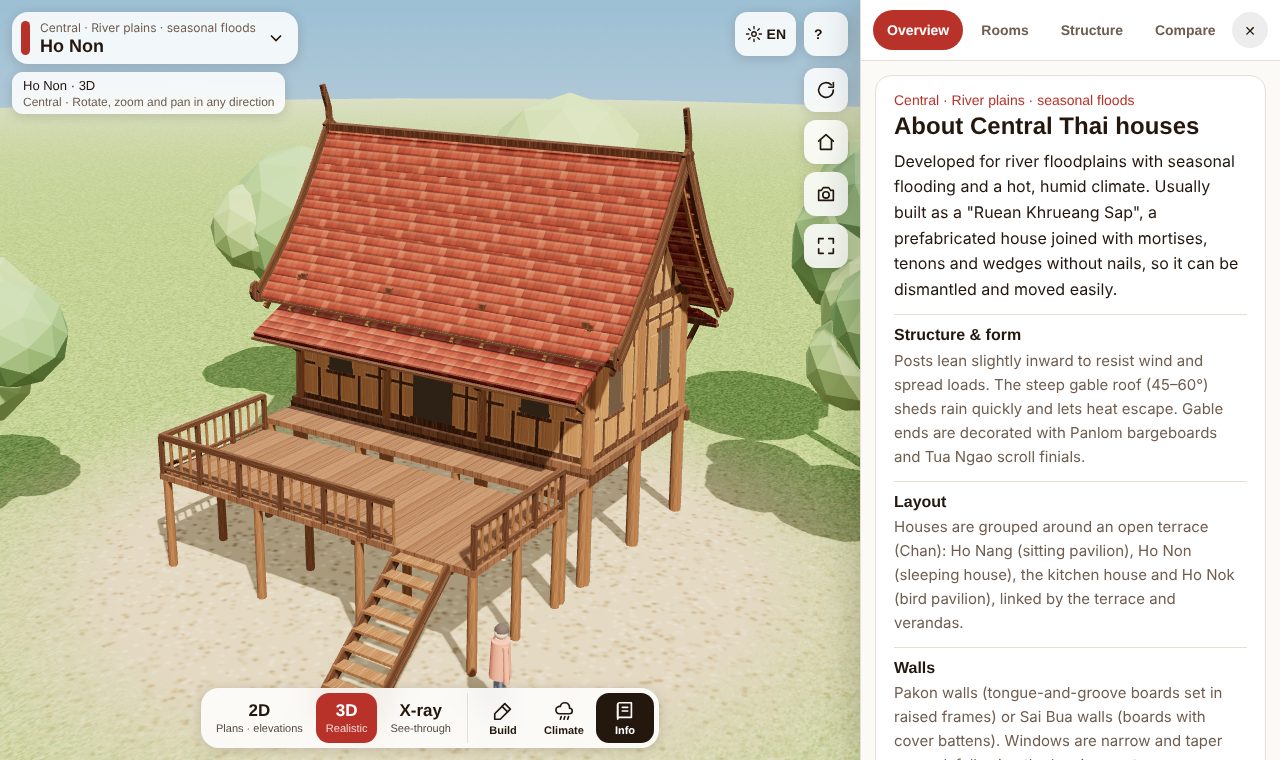 Central · River plains · seasonal floods
Ho Non
Ho Non · 3D
Central · Rotate, zoom and pan in any direction
EN
?
2D
Plans · elevations
3D
Realistic
X-ray
See-through
Build
Climate
Info
Overview
Rooms
Structure
Compare
Central · River plains · seasonal floods
About Central Thai houses
Developed for river floodplains with seasonal
flooding and a hot, humid climate. Usually
built as a "Ruean Khrueang Sap", a
prefabricated house joined with mortises,
tenons and wedges without nails, so it can be
dismantled and moved easily.
Structure & form
Posts lean slightly inward to resist wind and
spread loads. The steep gable roof (45–60°)
sheds rain quickly and lets heat escape. Gable
ends are decorated with Panlom bargeboards
and Tua Ngao scroll finials.
Layout
Houses are grouped around an open terrace
(Chan): Ho Nang (sitting pavilion), Ho Non
(sleeping house), the kitchen house and Ho Nok
(bird pavilion), linked by the terrace and
verandas.
Walls
Pakon walls (tongue-and-groove boards set in
raised frames) or Sai Bua walls (boards with
cover battens). Windows are narrow and taper